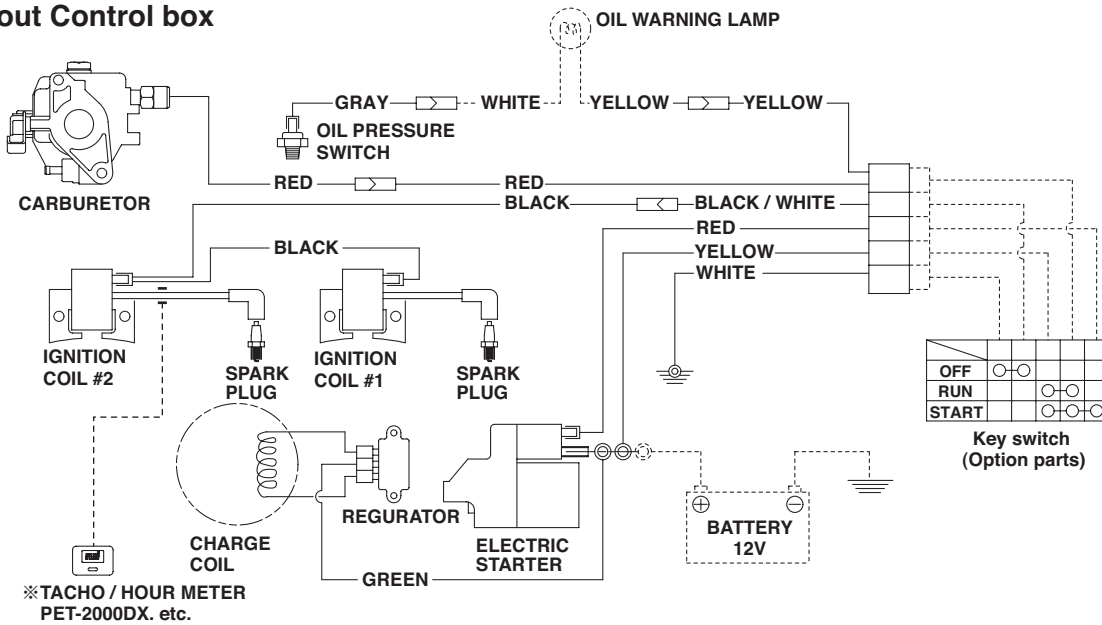 out Control box
OIL WARNING LAMP
GRAY WHITE YELLOW YELLOW
OIL PRESSURE
SWITCH
RED RED
CARBURETOR
BLACK BLACK / WHITE
RED
BLACK
YELLOW
WHITE
IGNITION
COIL #2
SPARK
PLUG
IGNITION
COIL #1
SPARK
PLUG
OFF
RUN
START
Key switch
(Option parts)
REGURATOR
CHARGE
COIL
ELECTRIC
STARTER
+ −
BATTERY
12V
GREEN
※TACHO / HOUR METER
PET-2000DX. etc.